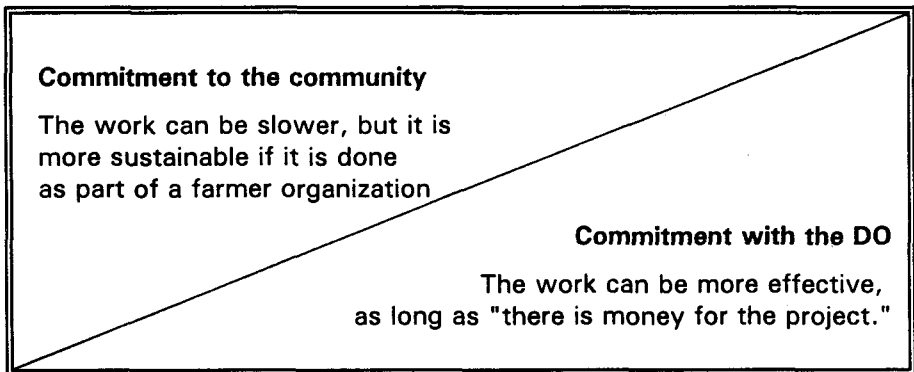 Commitment to the community
The work can be slower, but it is
more sustainable if it is done
as part of a farmer organization
Commitment with the DO
The work can be more effective,
as long as "there is money for the project."